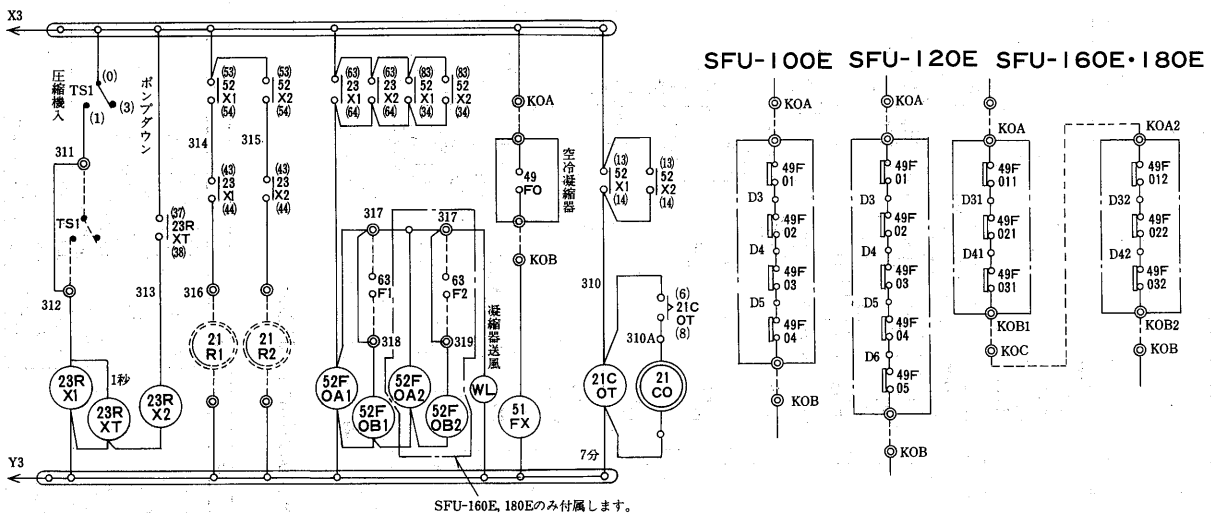 X3
圧縮機入
TS1
(0)
(3)
(1)
311
TS1
312
23R
X1
1秒
23R
XT
ポンプダウン
(37)
23R
XT
(38)
313
23R
X2
(53)
52
X1
(54)
314
(43)
23
X1
(44)
316
21
R1
(53)
52
X2
(54)
315
(43)
23
X2
(44)
21
R2
(63)
23
X1
(64)
(63)
23
X2
(64)
(83)
52
X1
(34)
(83)
52
X2
(34)
317
63
F1
318
317
63
F2
319
52F
OA1
52F
OB1
52F
OA2
52F
OB2
凝縮器送風
WL
KOA
49
FO
空冷凝縮器
KOB
51
FX
(13)
52
X1
(14)
(13)
52
X2
(14)
310
(6)
21C
OT
(8)
310A
21C
OT
21
CO
7分
Y3
SFU-160E, 180Eのみ付属します。
SFU-100E
KOA
49F
01
D3
49F
02
D4
49F
03
D5
49F
04
KOB
SFU-120E
KOA
49F
01
D3
49F
02
D4
49F
03
D5
49F
04
D6
49F
05
KOB
SFU-160E・180E
KOA
49F
011
D31
49F
021
D41
49F
031
KOB1
KOC
KOA2
49F
012
D32
49F
022
D42
49F
032
KOB2
KOB